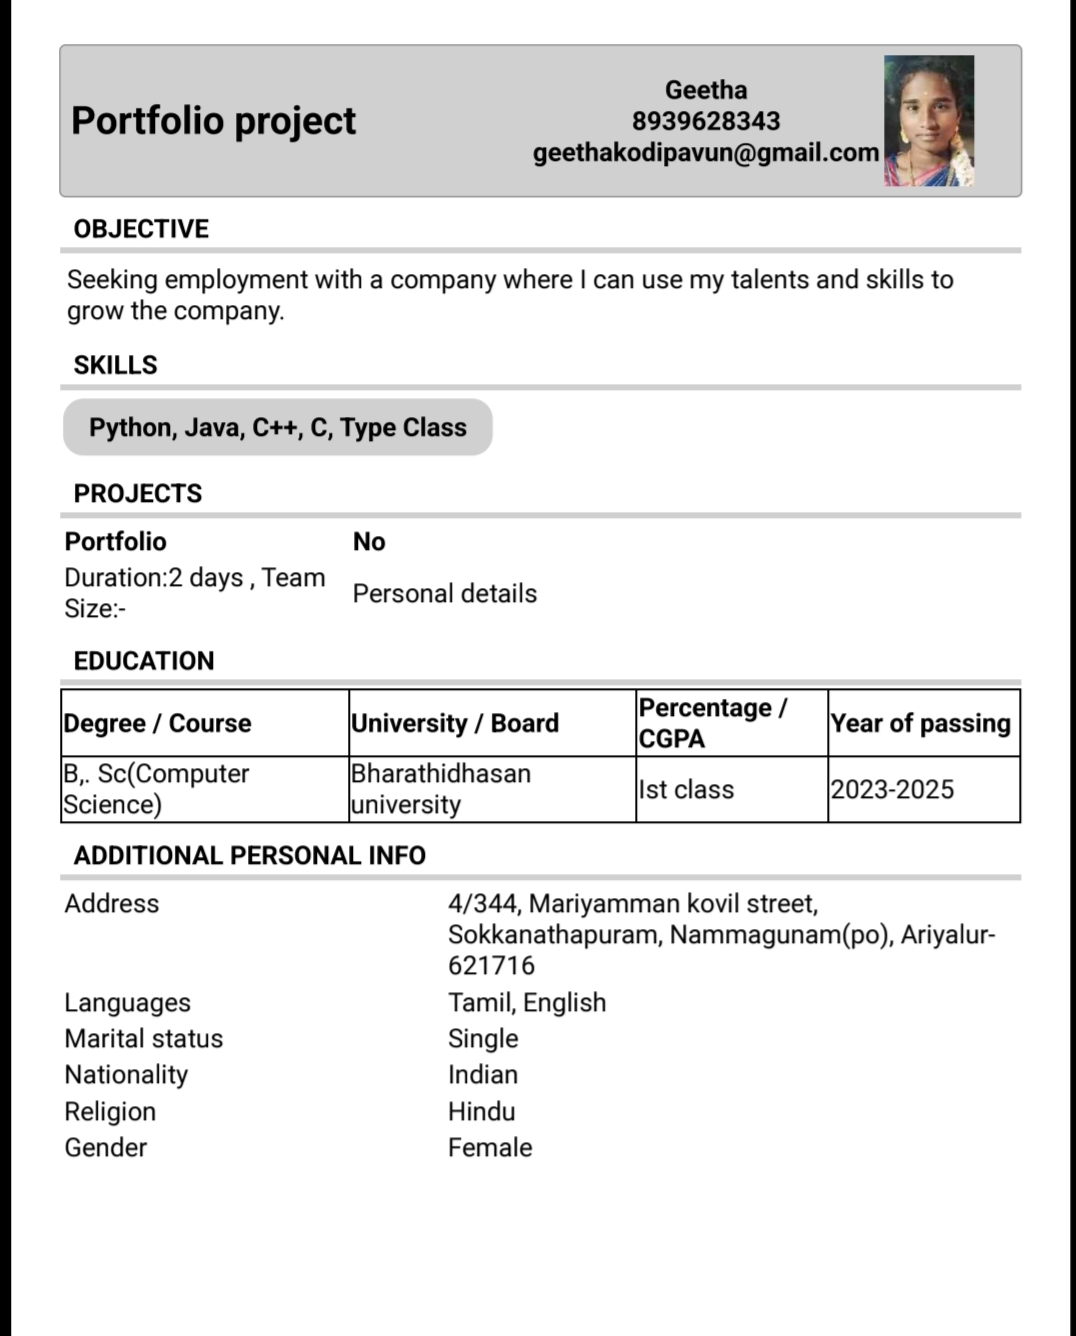 Portfolio project
Geetha
8939628343
geethakodipavun@gmail.com
OBJECTIVE
Seeking employment with a company where I can use my talents and skills to
grow the company.
SKILLS
Python, Java, C++, C, Type Class
PROJECTS
Portfolio No
Duration:2 days , Team
Size:-
Personal details
EDUCATION
Degree / Course
University / Board
Percentage /
CGPA
Year of passing
B,. Sc(Computer
Science)
Bharathidhasan
university
Ist class
2023-2025
ADDITIONAL PERSONAL INFO
Address
4/344, Mariyamman kovil street,
Sokkanathapuram, Nammagunam(po), Ariyalur-
621716
Languages Tamil, English
Marital status Single
Nationality Indian
Religion Hindu
Gender Female